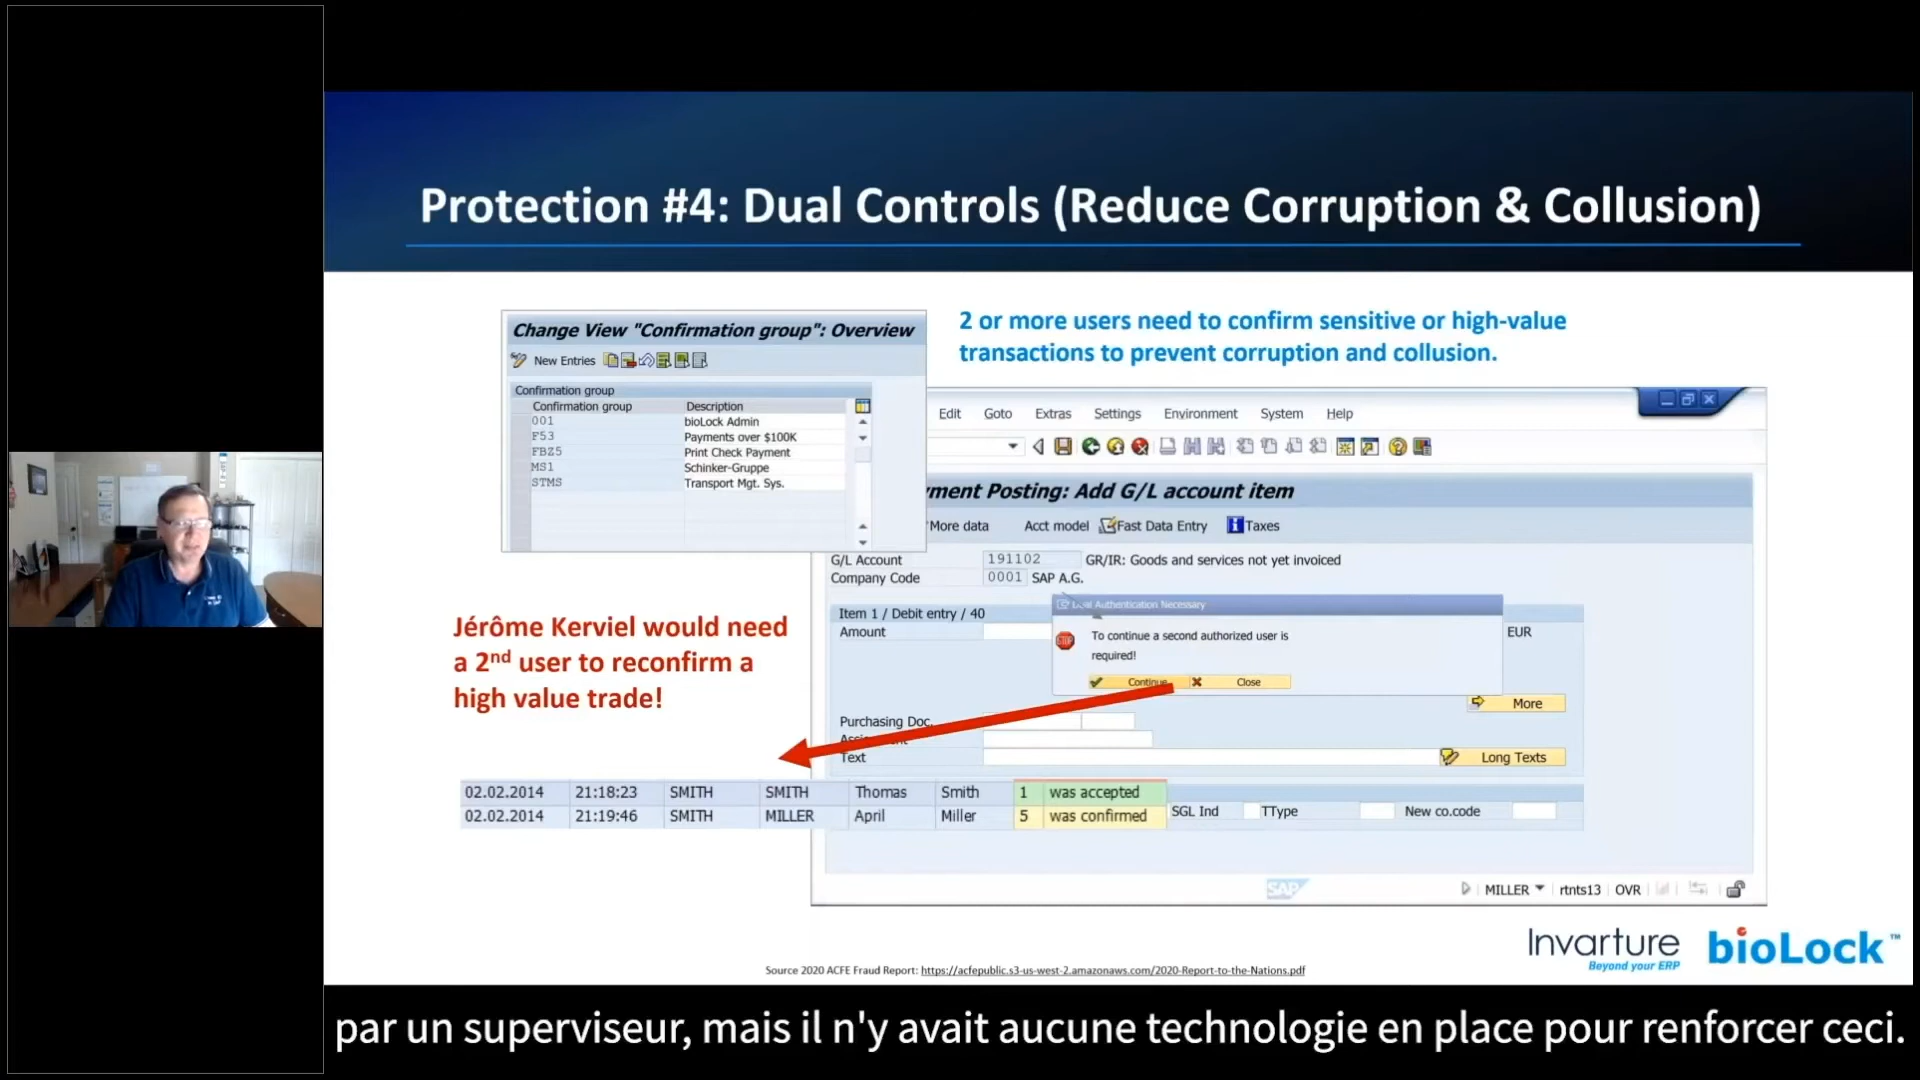 Protection #4: Dual Controls (Reduce Corruption & Collusion)
Change View "Confirmation group": Overview
New Entries
Confirmation group
Confirmation group Description
001 bioLock Admin
F53 Payments over $100K
FBZ5 Print Check Payment
MS1 Schinker-Gruppe
STMS Transport Mgt. Sys.
2 or more users need to confirm sensitive or high-value
transactions to prevent corruption and collusion.
Edit Goto Extras Settings Environment System Help
ment Posting: Add G/L account item
More data Acct model Fast Data Entry Taxes
G/L Account 191102 GR/IR: Goods and services not yet invoiced
Company Code 0001 SAP A.G.
Item 1 / Debit entry / 40
Amount EUR
Authentication Necessary
To continue a second authorized user is
required!
Continue Close
More
Purchasing Doc.
Text Long Texts
Jérôme Kerviel would need
a 2nd user to reconfirm a
high value trade!
02.02.2014 21:18:23 SMITH SMITH Thomas Smith 1 was accepted
02.02.2014 21:19:46 SMITH MILLER April Miller 5 was confirmed
SGL Ind TType New co.code
SAP MILLER rtnts13 OVR
Invarture
Beyond your ERP
bioLock™
Source 2020 ACFE Fraud Report: https://acfepublic.s3-us-west-2.amazonaws.com/2020-Report-to-the-Nations.pdf
par un superviseur, mais il n'y avait aucune technologie en place pour renforcer ceci.